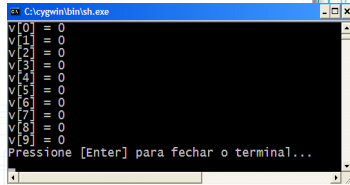 C:\cygwin\bin\sh.exe
v[0] = 0
v[1] = 0
v[2] = 0
v[3] = 0
v[4] = 0
v[5] = 0
v[6] = 0
v[7] = 0
v[8] = 0
v[9] = 0
Pressione [Enter] para fechar o terminal...